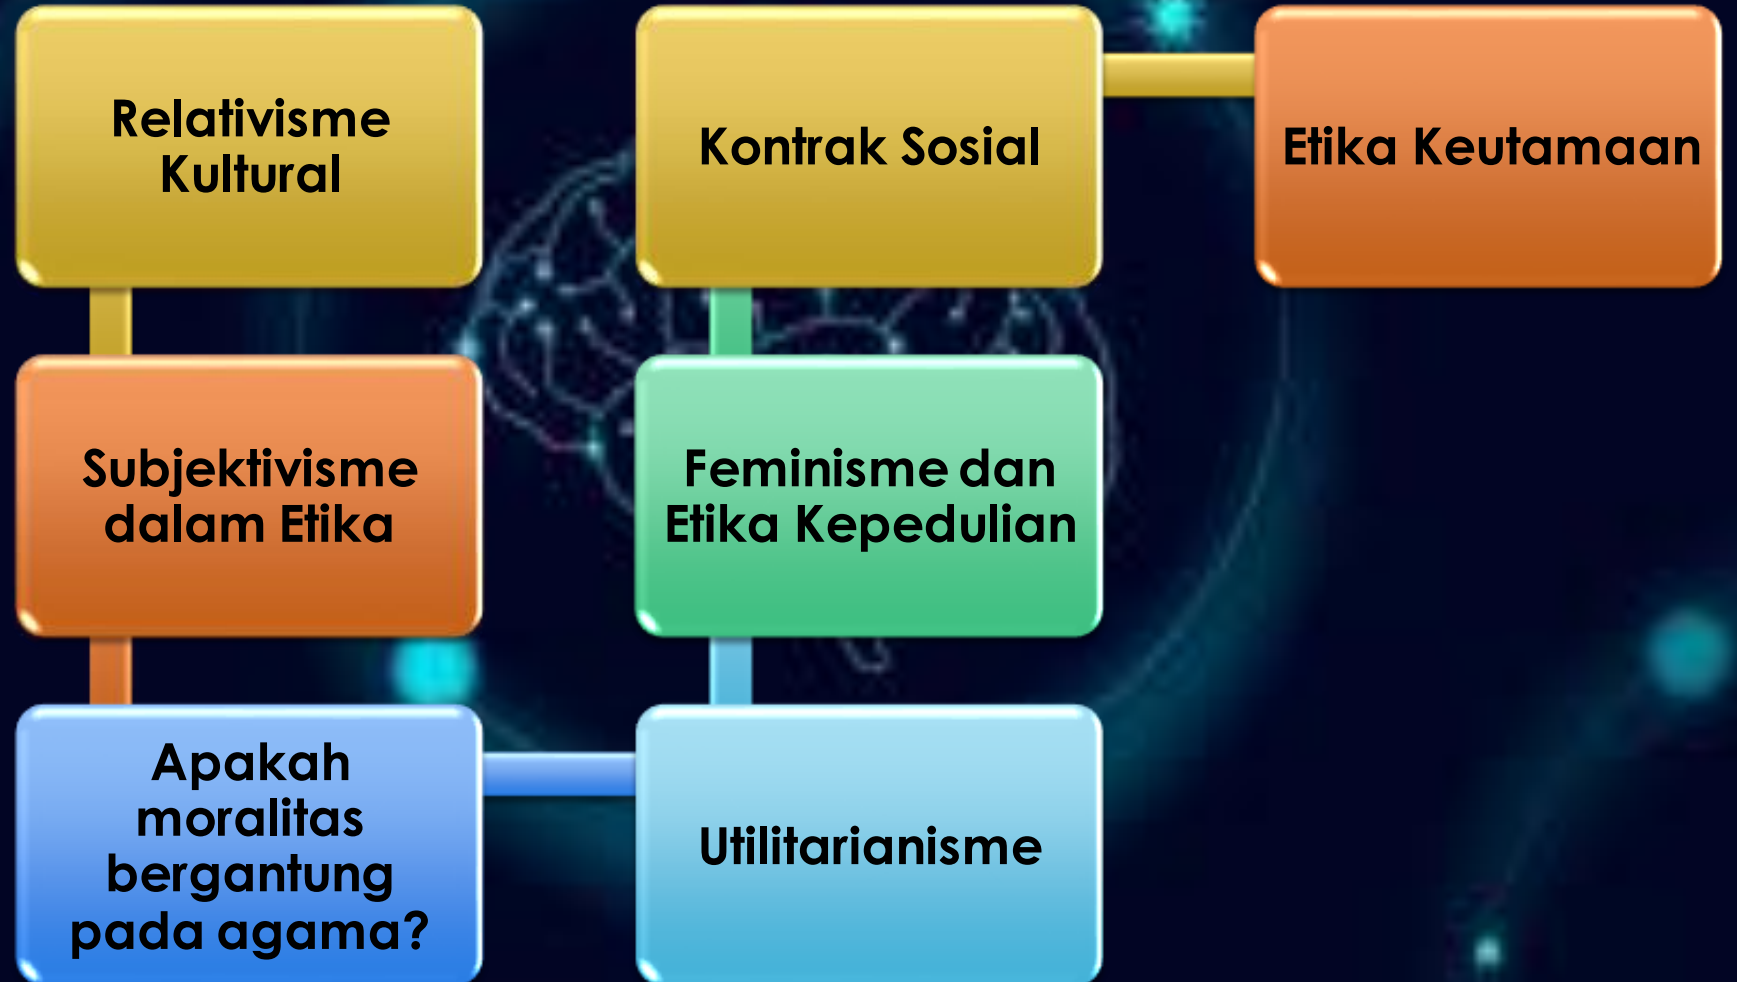 Relativisme
Kultural
Subjektivisme
dalam Etika
Apakah
moralitas
bergantung
pada agama?
Utilitarianisme
Feminisme dan
Etika Kepedulian
Kontrak Sosial
Etika Keutamaan